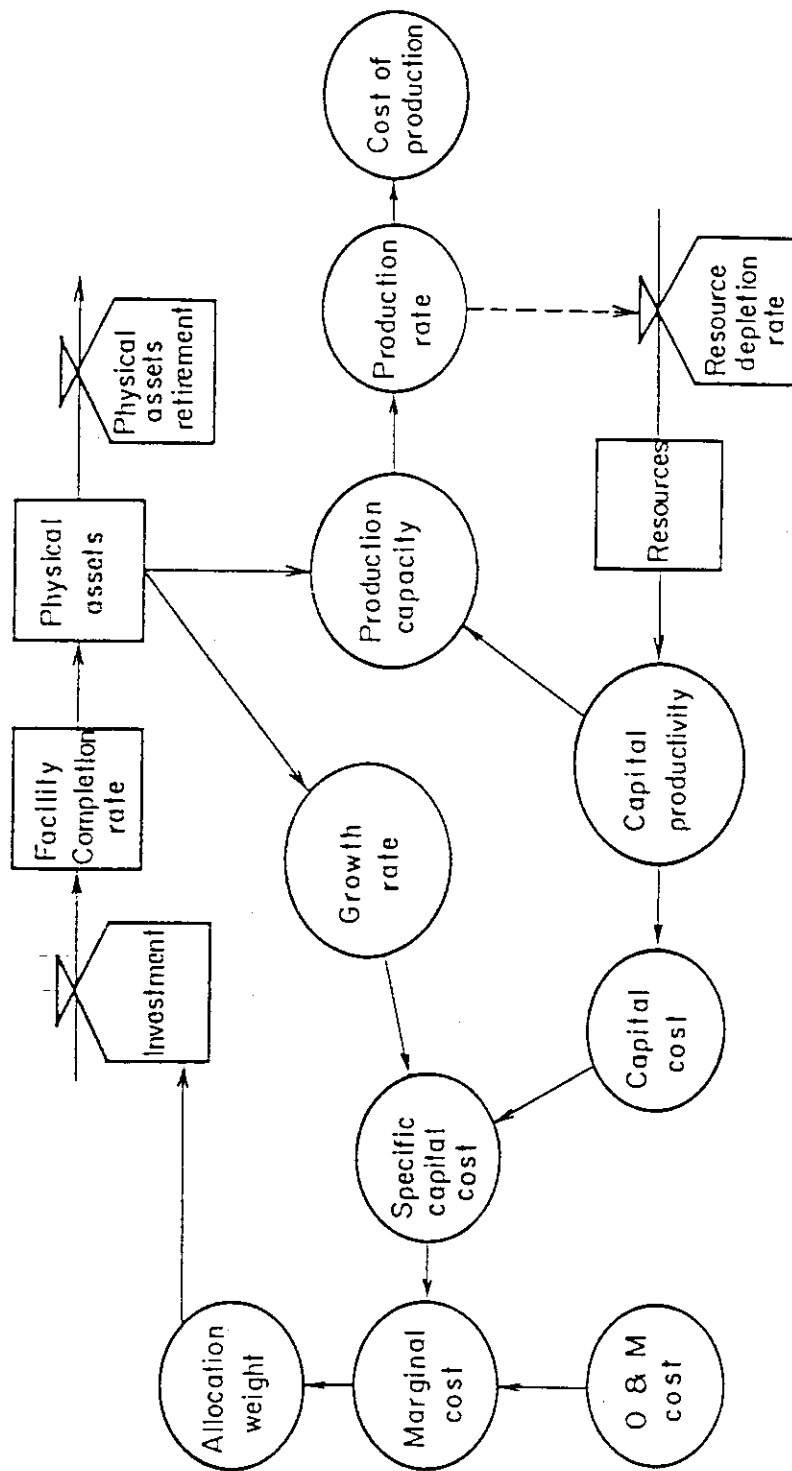 Facility
Completion
rate
Physical
assets
Invastment
Physical
assets
retirement
Allocation
weight
Growth
rate
Production
capacity
Production
rate
Cost of
production
Marginal
cost
Specific
capital
cost
O & M
cost
Capital
cost
Capital
productivity
Resources
Resource
depletion
rate